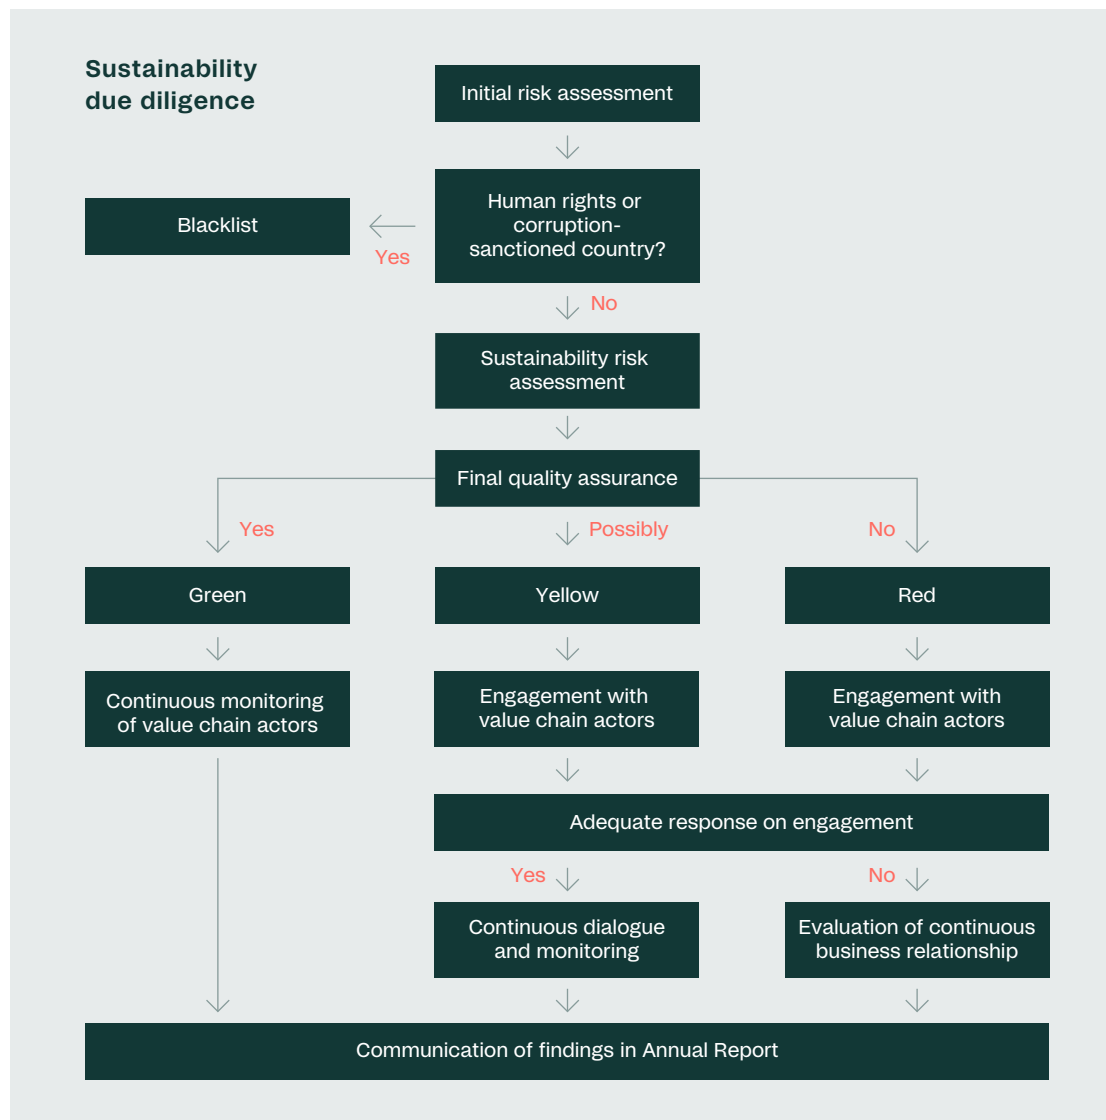 Sustainability
due diligence
Initial risk assessment
Human rights or
corruption-
sanctioned country?
Blacklist
Yes
No
Sustainability risk
assessment
Final quality assurance
Yes
Possibly
No
Green
Yellow
Red
Continuous monitoring
of value chain actors
Engagement with
value chain actors
Engagement with
value chain actors
Adequate response on engagement
Yes
No
Continuous dialogue
and monitoring
Evaluation of continuous
business relationship
Communication of findings in Annual Report